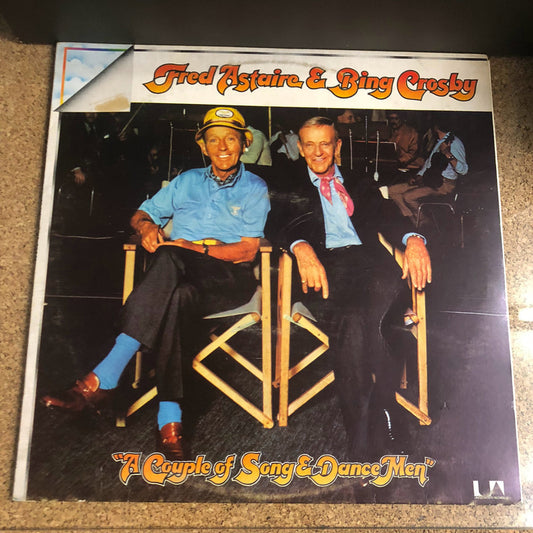 Fred Astaire & Bing Crosby
"A Couple of Song & Dance Men"
UA